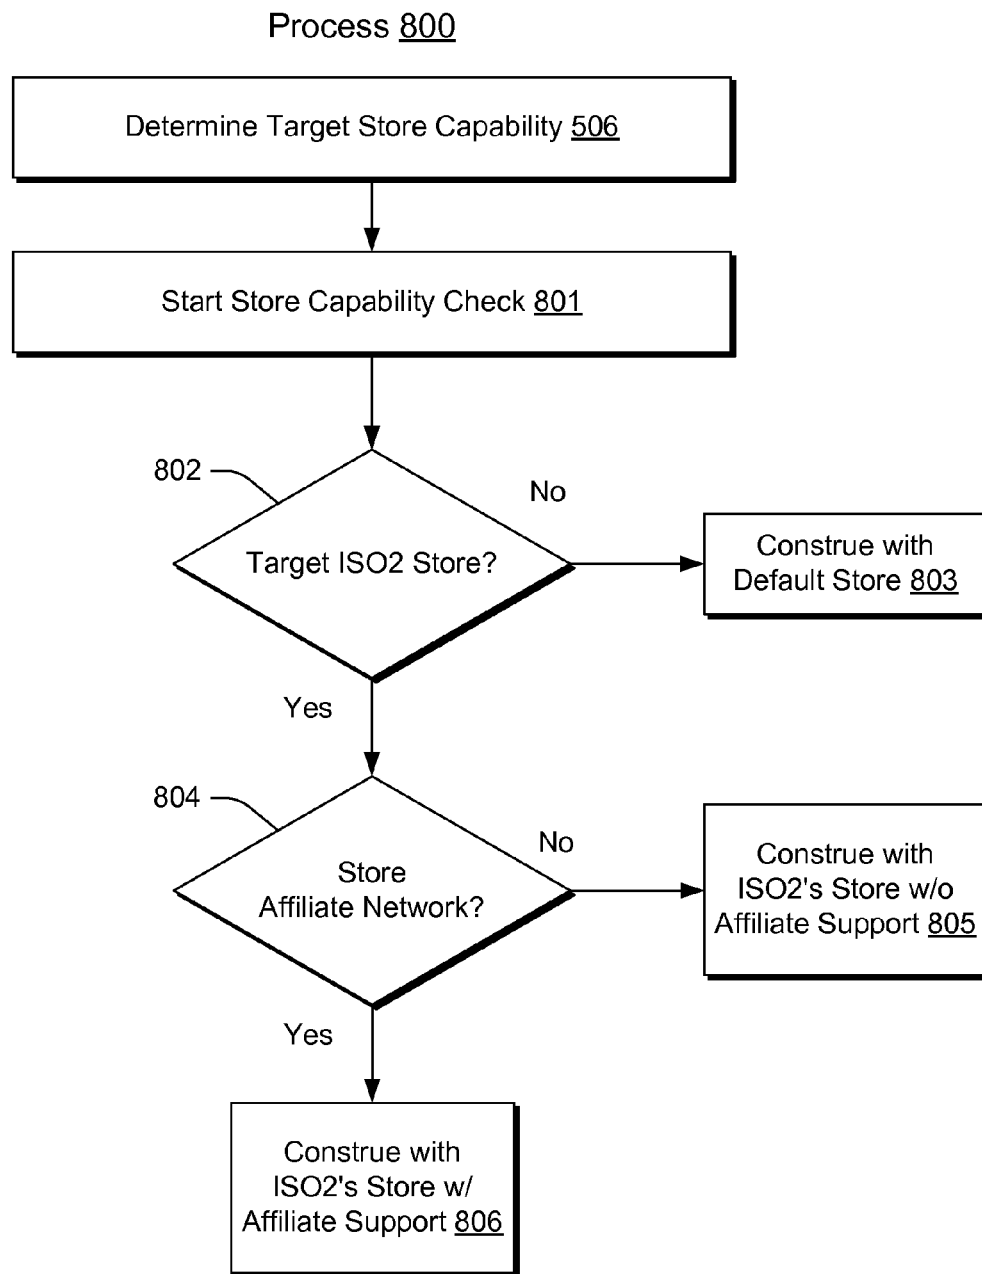 Process 800
Determine Target Store Capability 506
Start Store Capability Check 801
802
No
Target ISO2 Store?
Construe with
Default Store 803
Yes
804
No
Store
Affiliate Network?
Construe with
ISO2's Store w/o
Affiliate Support 805
Yes
Construe with
ISO2's Store w/
Affiliate Support 806